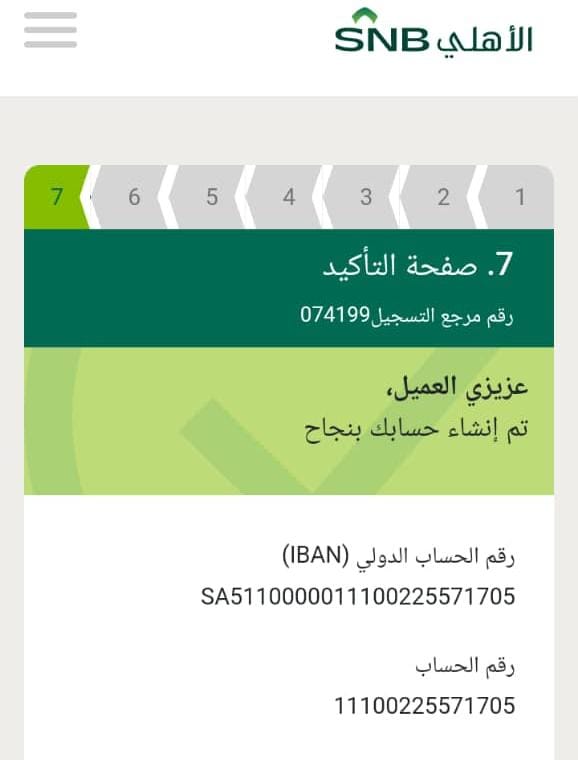 SNB الأهلي
7 6 5 4 3 2 1
7. صفحة التأكيد
رقم مرجع التسجيل074199
عزيزي العميل،
تم إنشاء حسابك بنجاح
رقم الحساب الدولي (IBAN)
SA5110000011100225571705
رقم الحساب
11100225571705